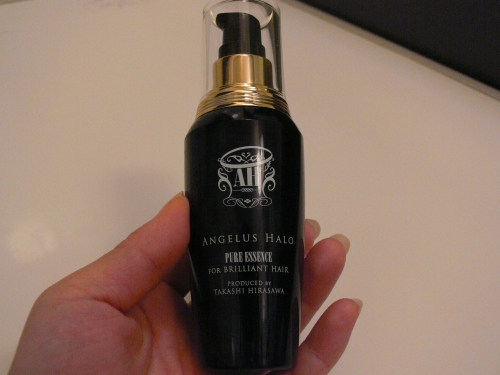 AH
ANGELUS HALO
PURE ESSENCE
FOR BRILLIANT HAIR
PRODUCED BY
TAKASHI HIRASAWA